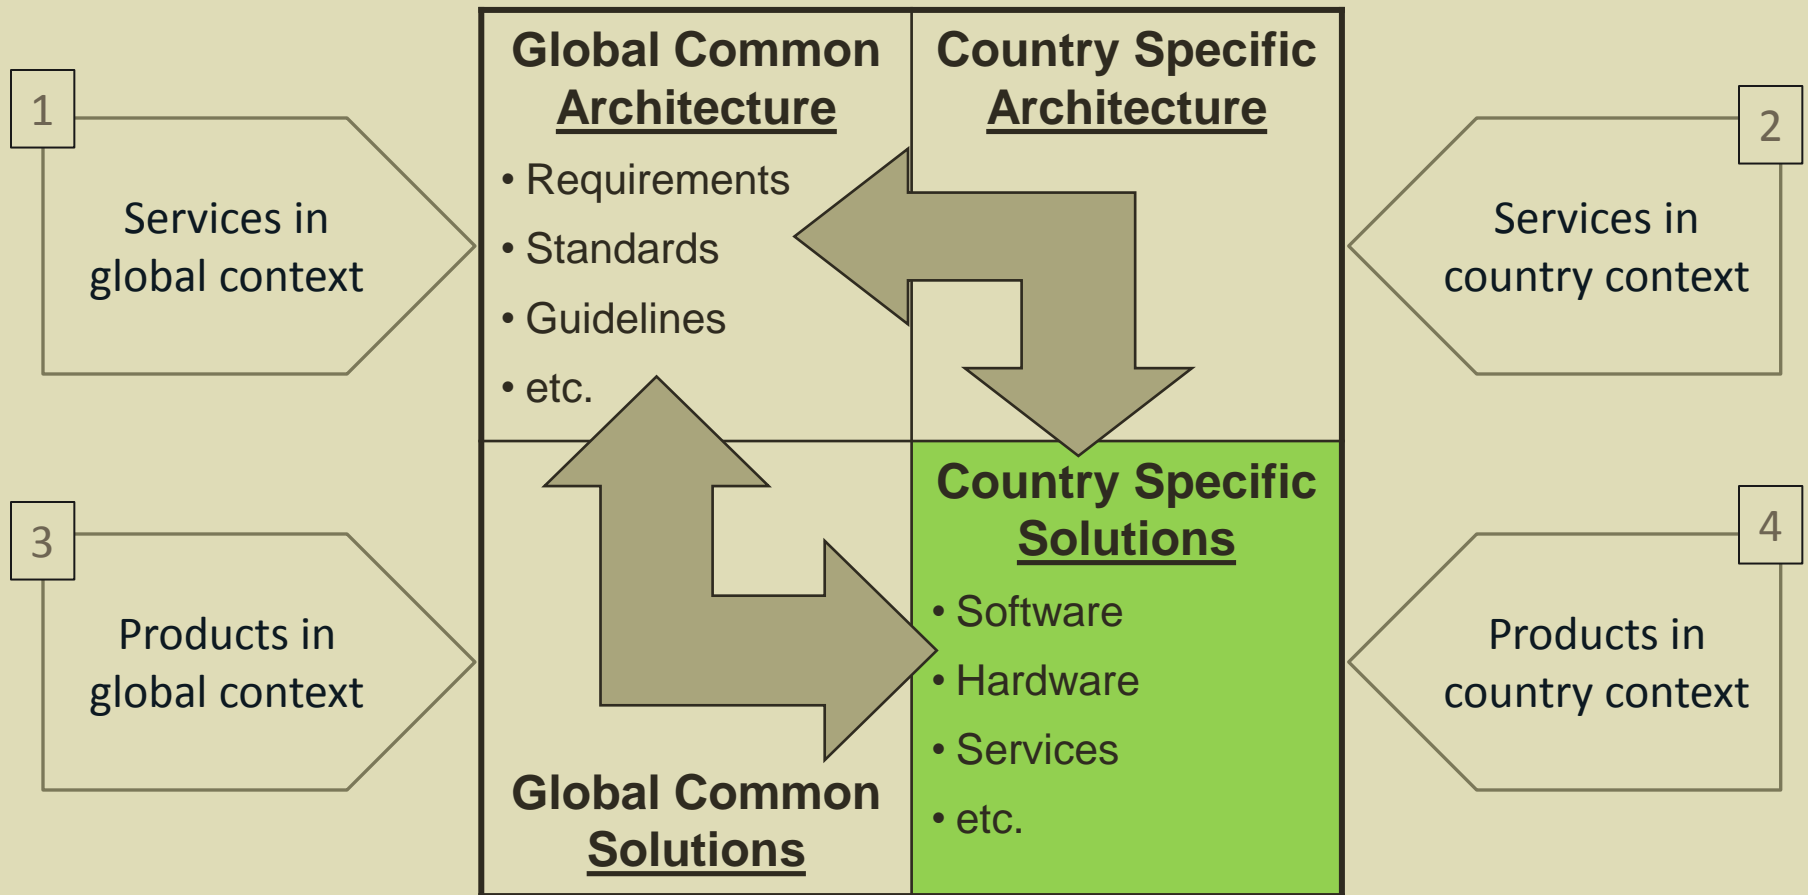 1
Services in
global context
Global Common
Architecture
• Requirements
• Standards
• Guidelines
• etc.
Country Specific
Architecture
2
Services in
country context
3
Products in
global context
Global Common
Solutions
Country Specific
Solutions
• Software
• Hardware
• Services
• etc.
4
Products in
country context